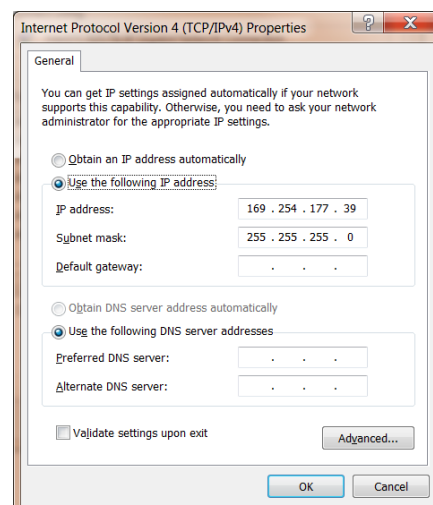 Internet Protocol Version 4 (TCP/IPv4) Properties
General
You can get IP settings assigned automatically if your network
supports this capability. Otherwise, you need to ask your network
administrator for the appropriate IP settings.
Obtain an IP address automatically
Use the following IP address:
IP address: 169 . 254 . 177 . 39
Subnet mask: 255 . 255 . 255 . 0
Default gateway: . . .
Obtain DNS server address automatically
Use the following DNS server addresses
Preferred DNS server: . . .
Alternate DNS server: . . .
Validate settings upon exit
Advanced...
OK Cancel